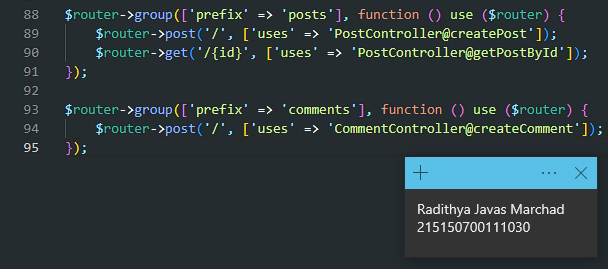 88 $router->group(['prefix' => 'posts'], function () use ($router) {
89     $router->post('/', ['uses' => 'PostController@createPost']);
90     $router->get('/{id}', ['uses' => 'PostController@getPostById']);
91 });
92
93 $router->group(['prefix' => 'comments'], function () use ($router) {
94     $router->post('/', ['uses' => 'CommentController@createComment']);
95 });
Radithya Javas Marchad
215150700111030